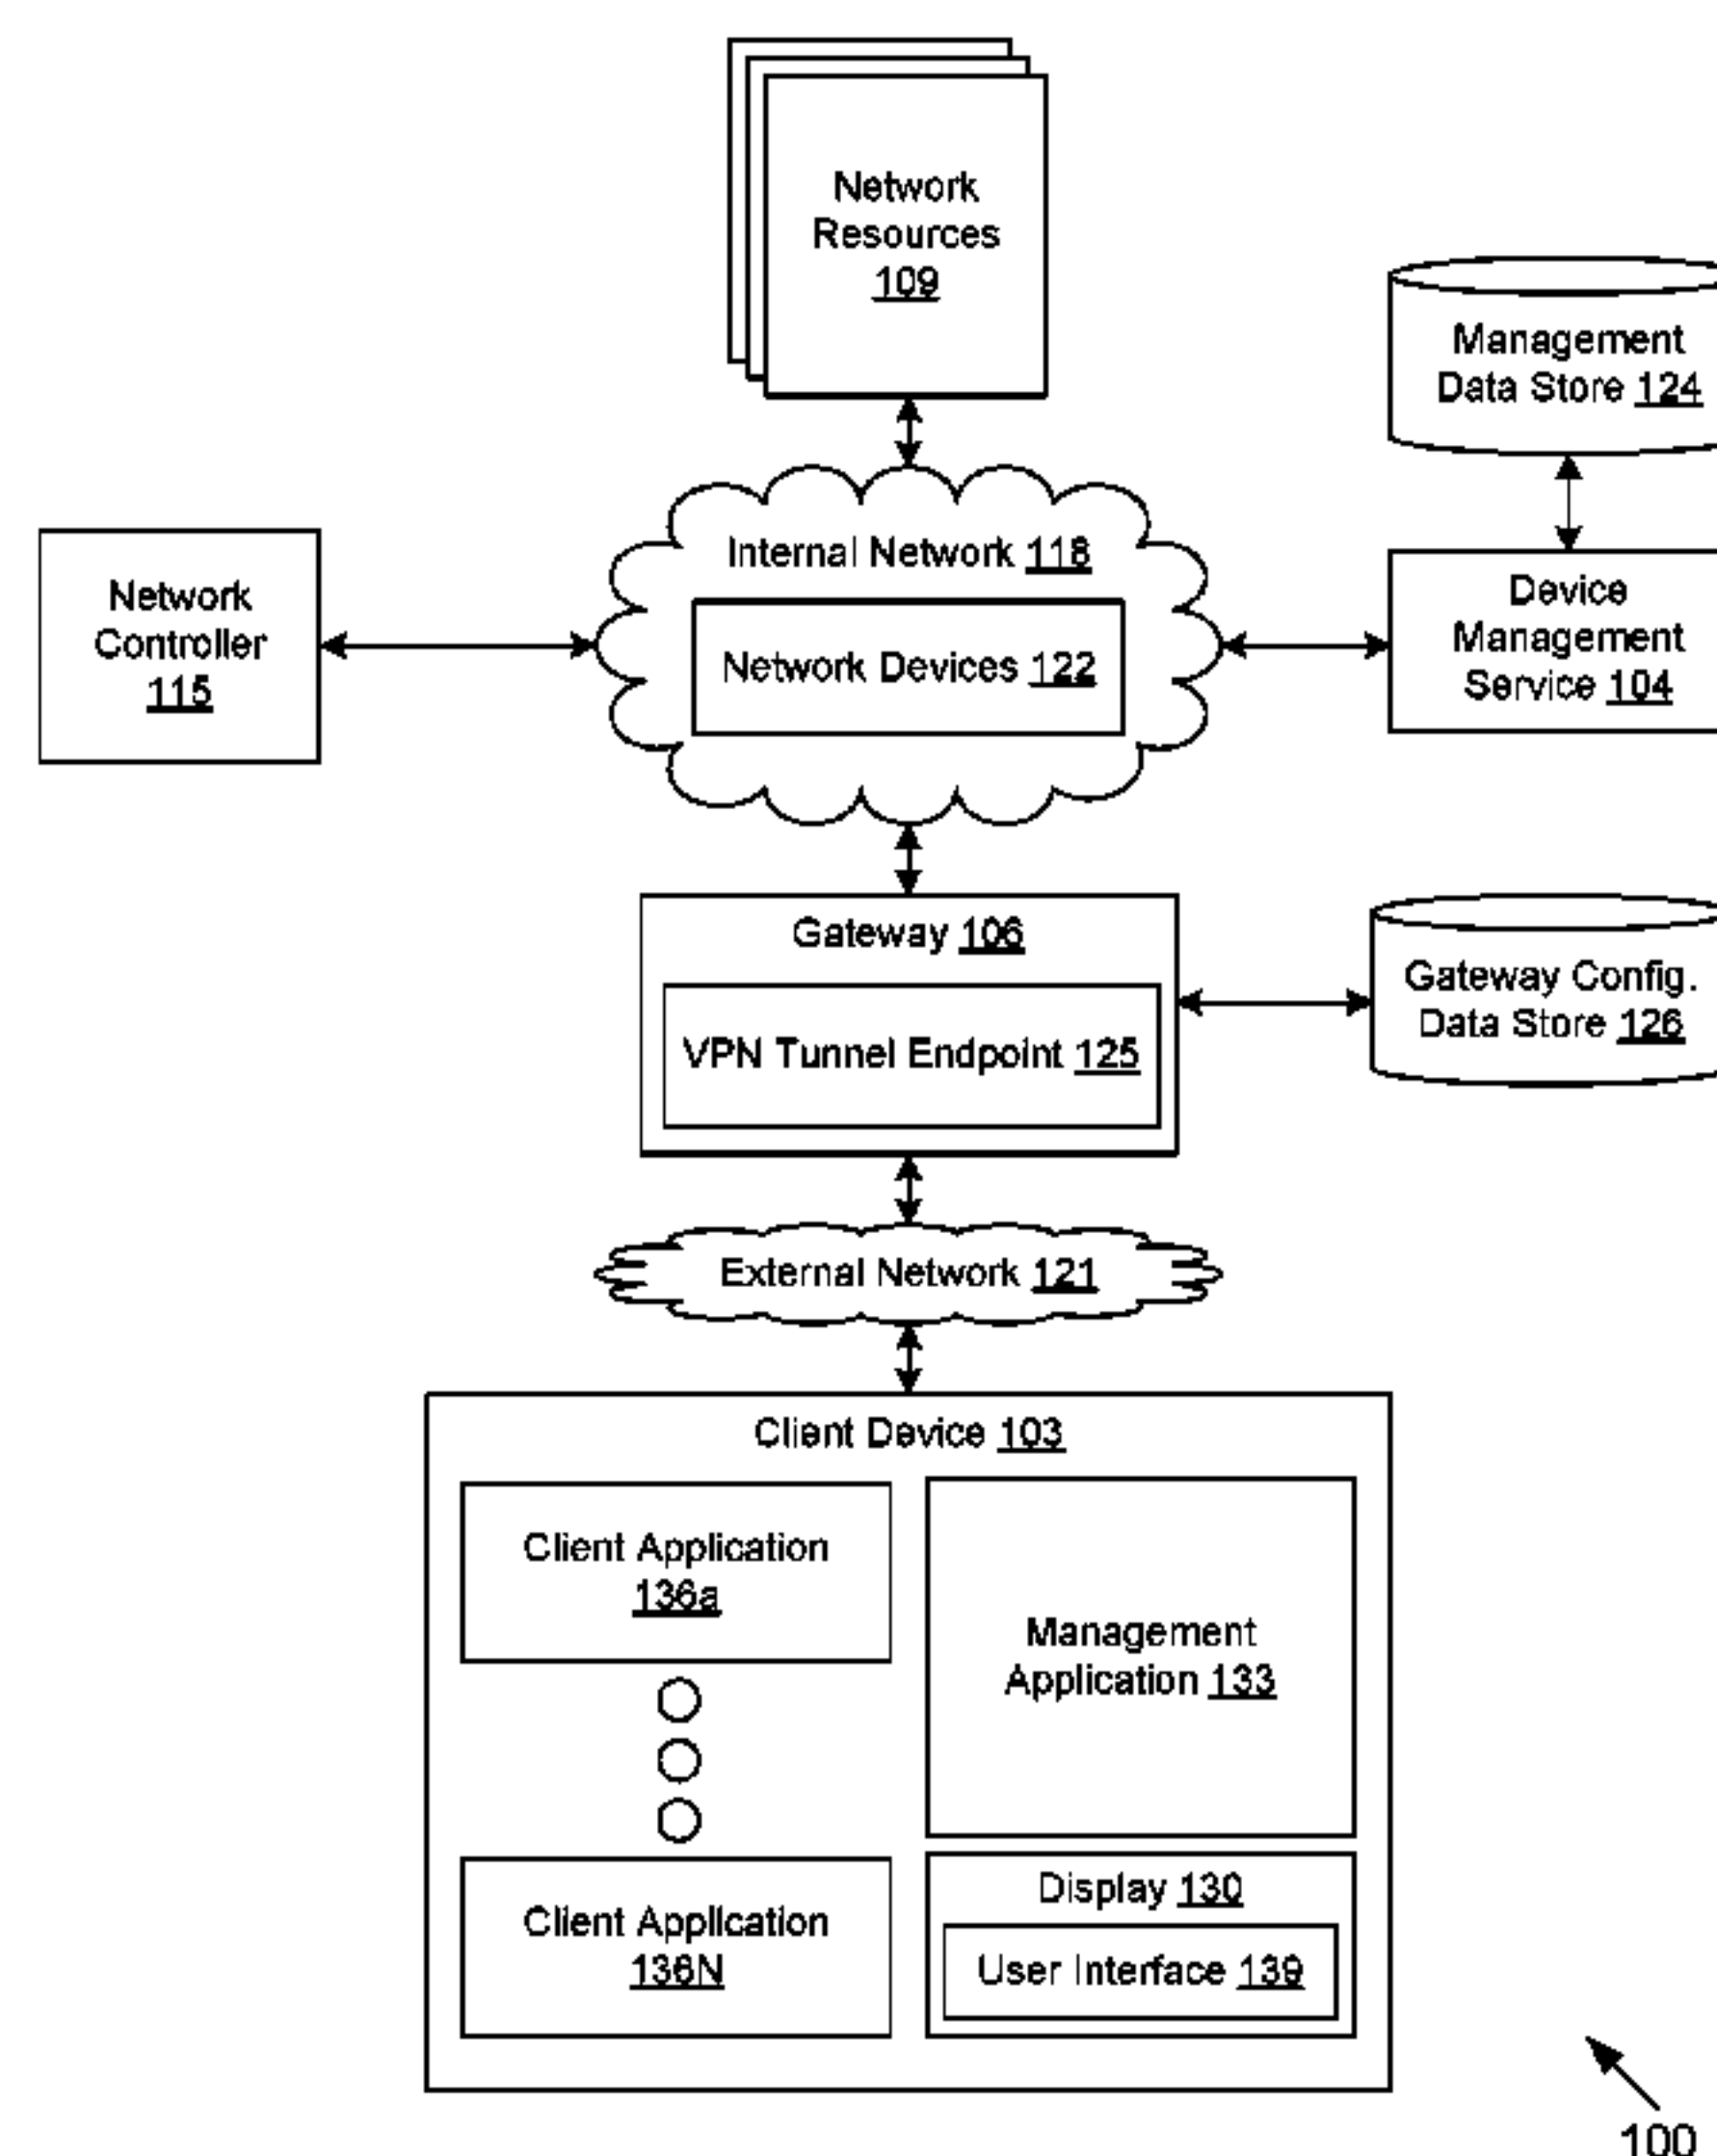 Network
Resources
109
Management
Data Store 124
Internal Network 118
Network Devices 122
Network
Controller
115
Device
Management
Service 104
Gateway 106
VPN Tunnel Endpoint 125
Gateway Config.
Data Store 126
External Network 121
Client Device 103
Client Application
136a
Management
Application 133
Client Application
136N
Display 130
User Interface 139
100